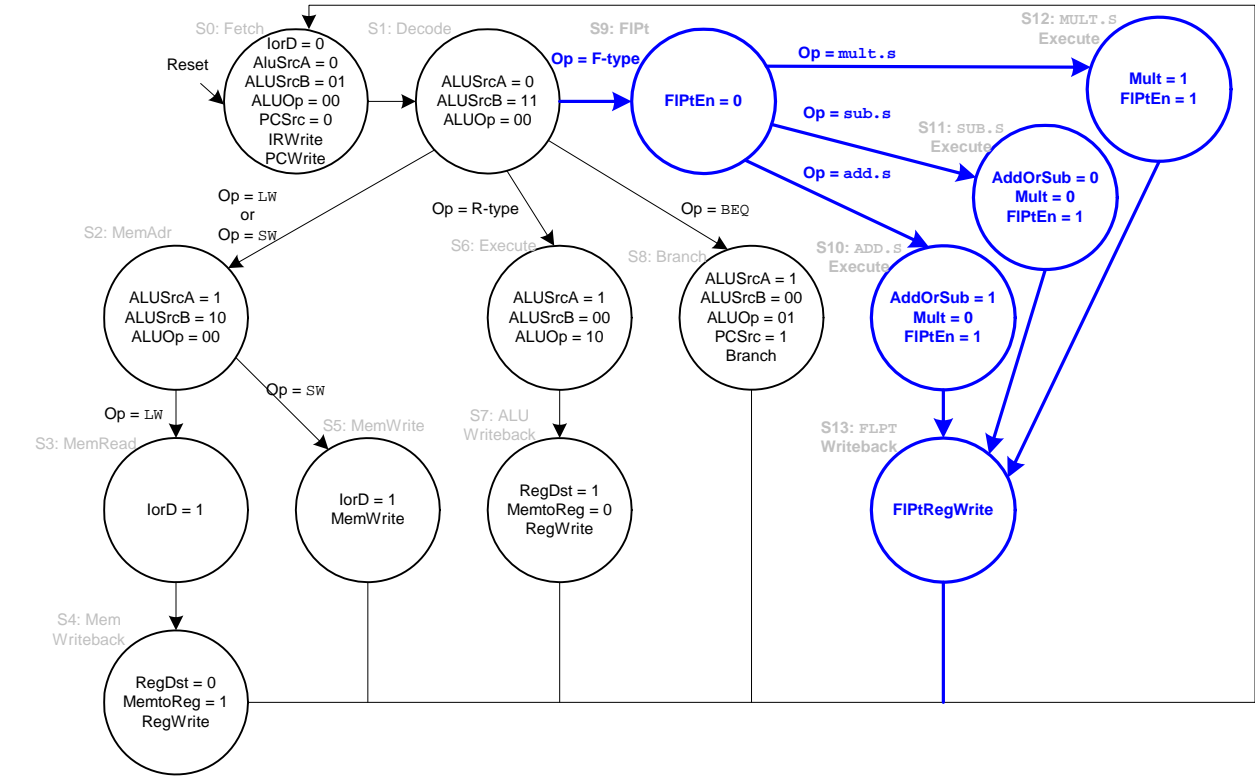 S0: Fetch
IorD = 0
AluSrcA = 0
ALUSrcB = 01
ALUOp = 00
PCSrc = 0
IRWrite
PCWrite
Reset
S1: Decode
ALUSrcA = 0
ALUSrcB = 11
ALUOp = 00
Op = F-type
S9: FlPt
FlPtEn = 0
Op = mult.s
Op = sub.s
Op = add.s
S12: MULT.s
Execute
Mult = 1
FlPtEn = 1
S11: SUB.s
Execute
AddOrSub = 0
Mult = 0
FlPtEn = 1
Op = LW
or
Op = SW
Op = R-type
Op = BEQ
S2: MemAdr
ALUSrcA = 1
ALUSrcB = 10
ALUOp = 00
S6: Execute
ALUSrcA = 1
ALUSrcB = 00
ALUOp = 10
S8: Branch
ALUSrcA = 1
ALUSrcB = 00
ALUOp = 01
PCSrc = 1
Branch
S10: ADD.s
Execute
AddOrSub = 1
Mult = 0
FlPtEn = 1
Op = LW
Op = SW
S3: MemRead
IorD = 1
S5: MemWrite
IorD = 1
MemWrite
S7: ALU
Writeback
RegDst = 1
MemtoReg = 0
RegWrite
S13: FLPT
Writeback
FlPtRegWrite
S4: Mem
Writeback
RegDst = 0
MemtoReg = 1
RegWrite